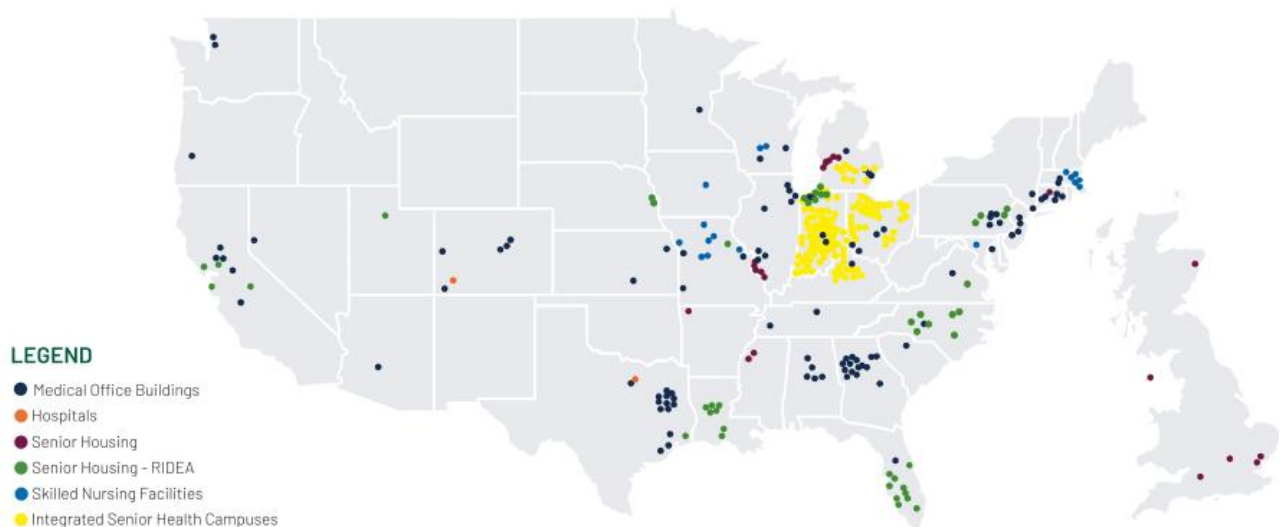 LEGEND
Medical Office Buildings
Hospitals
Senior Housing
Senior Housing - RIDEA
Skilled Nursing Facilities
Integrated Senior Health Campuses